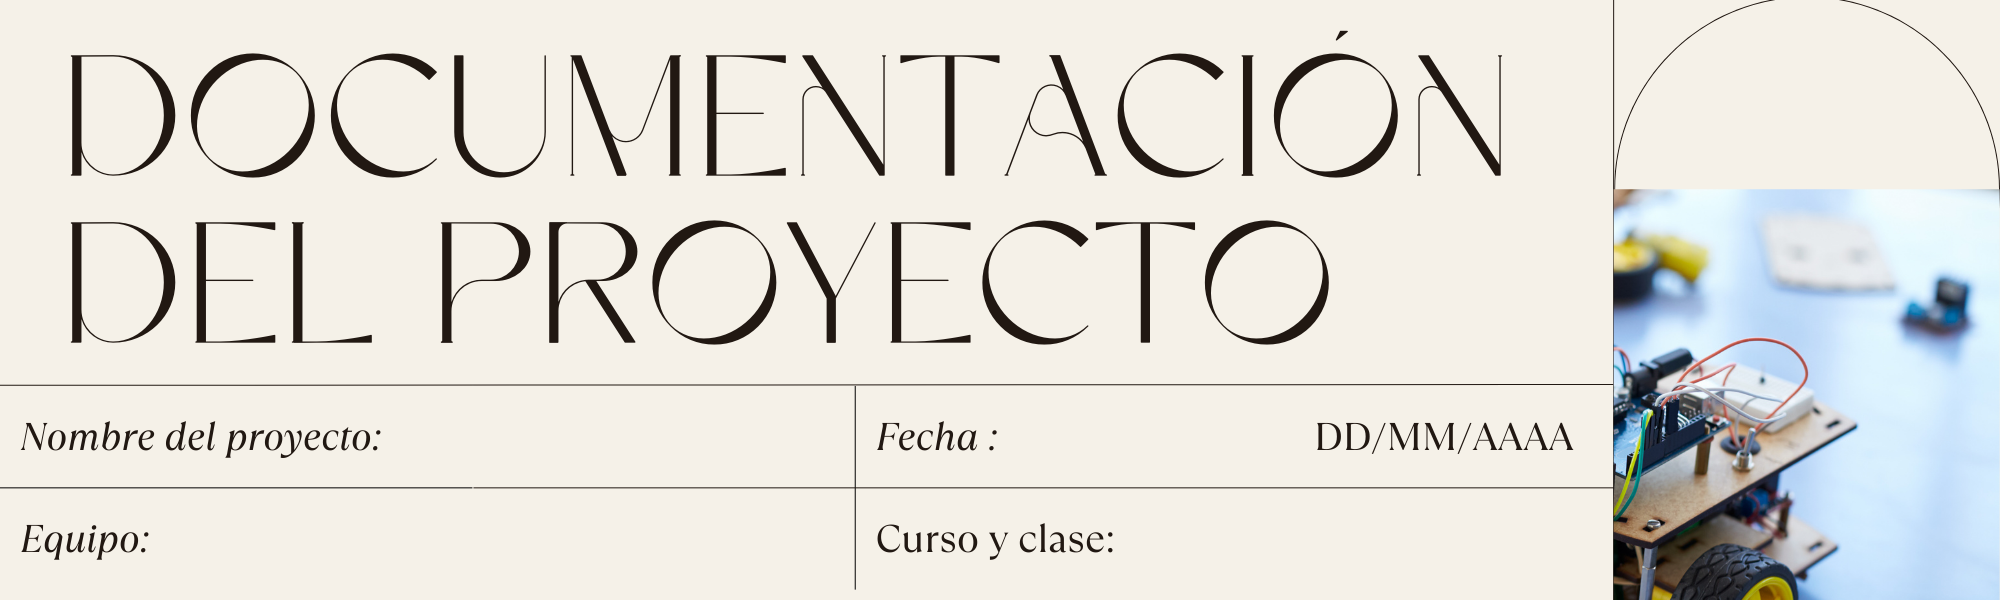 DOCUMENTACIÓN
DEL PROYECTO
Nombre del proyecto:
Fecha : DD/MM/AAAA
Equipo:
Curso y clase: